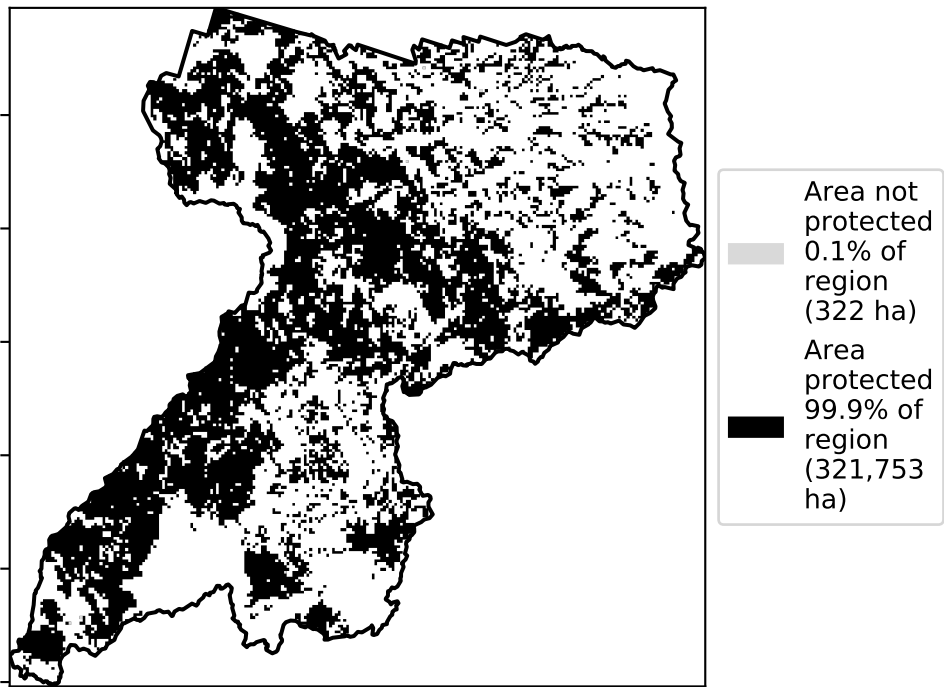 Area not
protected
0.1% of
region
(322 ha)
Area
protected
99.9% of
region
(321,753
ha)